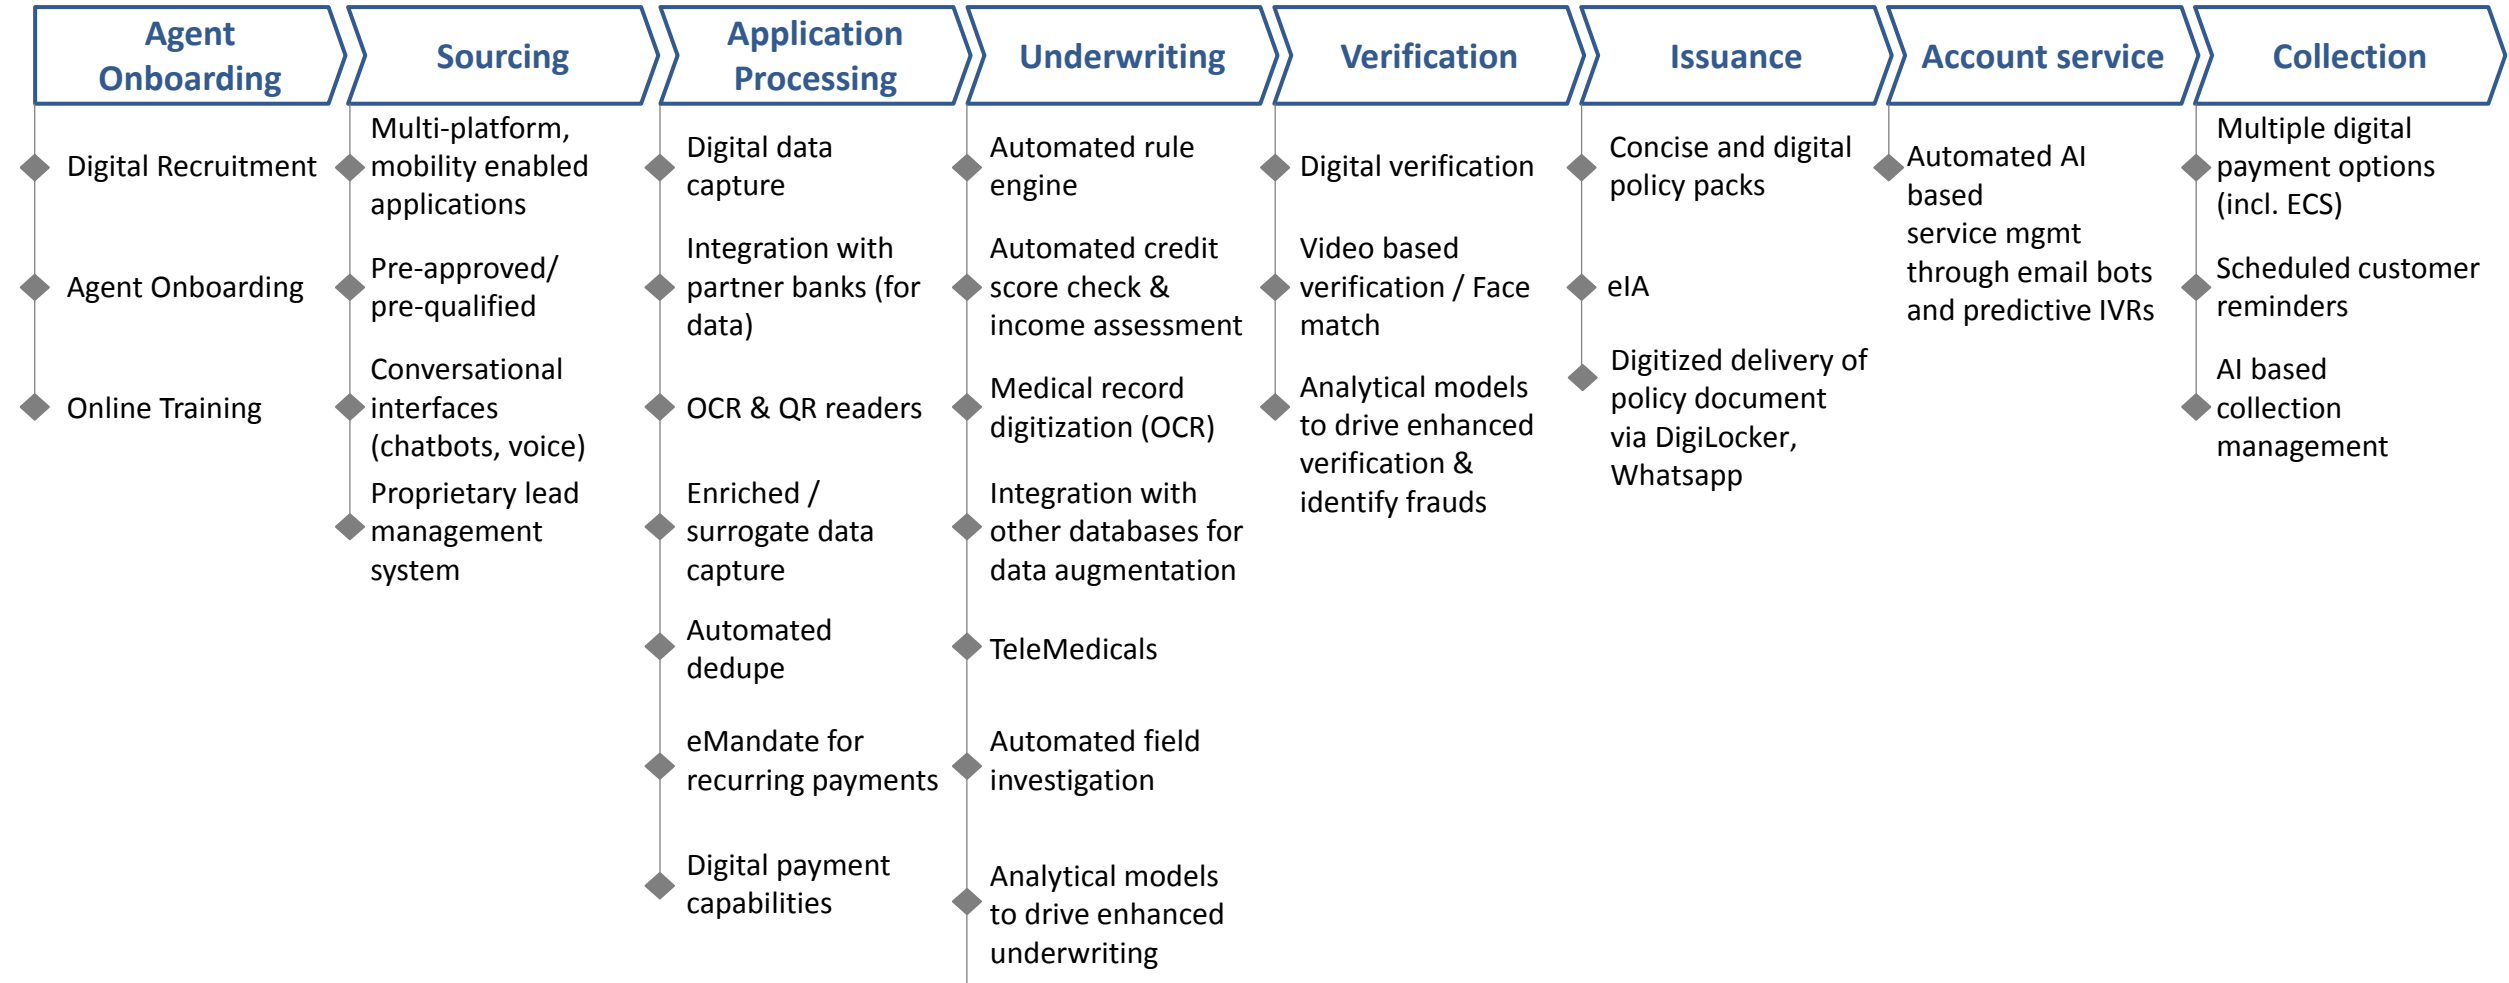 Agent
Onboarding
Sourcing
Application
Processing
Underwriting
Verification
Issuance
Account service
Collection
Digital Recruitment
Agent Onboarding
Online Training
Multi-platform,
mobility enabled
applications
Pre-approved/
pre-qualified
Conversational
interfaces
(chatbots, voice)
Proprietary lead
management
system
Digital data
capture
Integration with
partner banks (for
data)
OCR & QR readers
Enriched /
surrogate data
capture
Automated
dedupe
eMandate for
recurring payments
Digital payment
capabilities
Automated rule
engine
Automated credit
score check &
income assessment
Medical record
digitization (OCR)
Integration with
other databases for
data augmentation
TeleMedicals
Automated field
investigation
Analytical models
to drive enhanced
underwriting
Digital verification
Video based
verification / Face
match
Analytical models
to drive enhanced
verification &
identify frauds
Concise and digital
policy packs
eIA
Digitized delivery of
policy document
via DigiLocker,
Whatsapp
Automated AI
based
service mgmt
through email bots
and predictive IVRs
Multiple digital
payment options
(incl. ECS)
Scheduled customer
reminders
AI based
collection
management